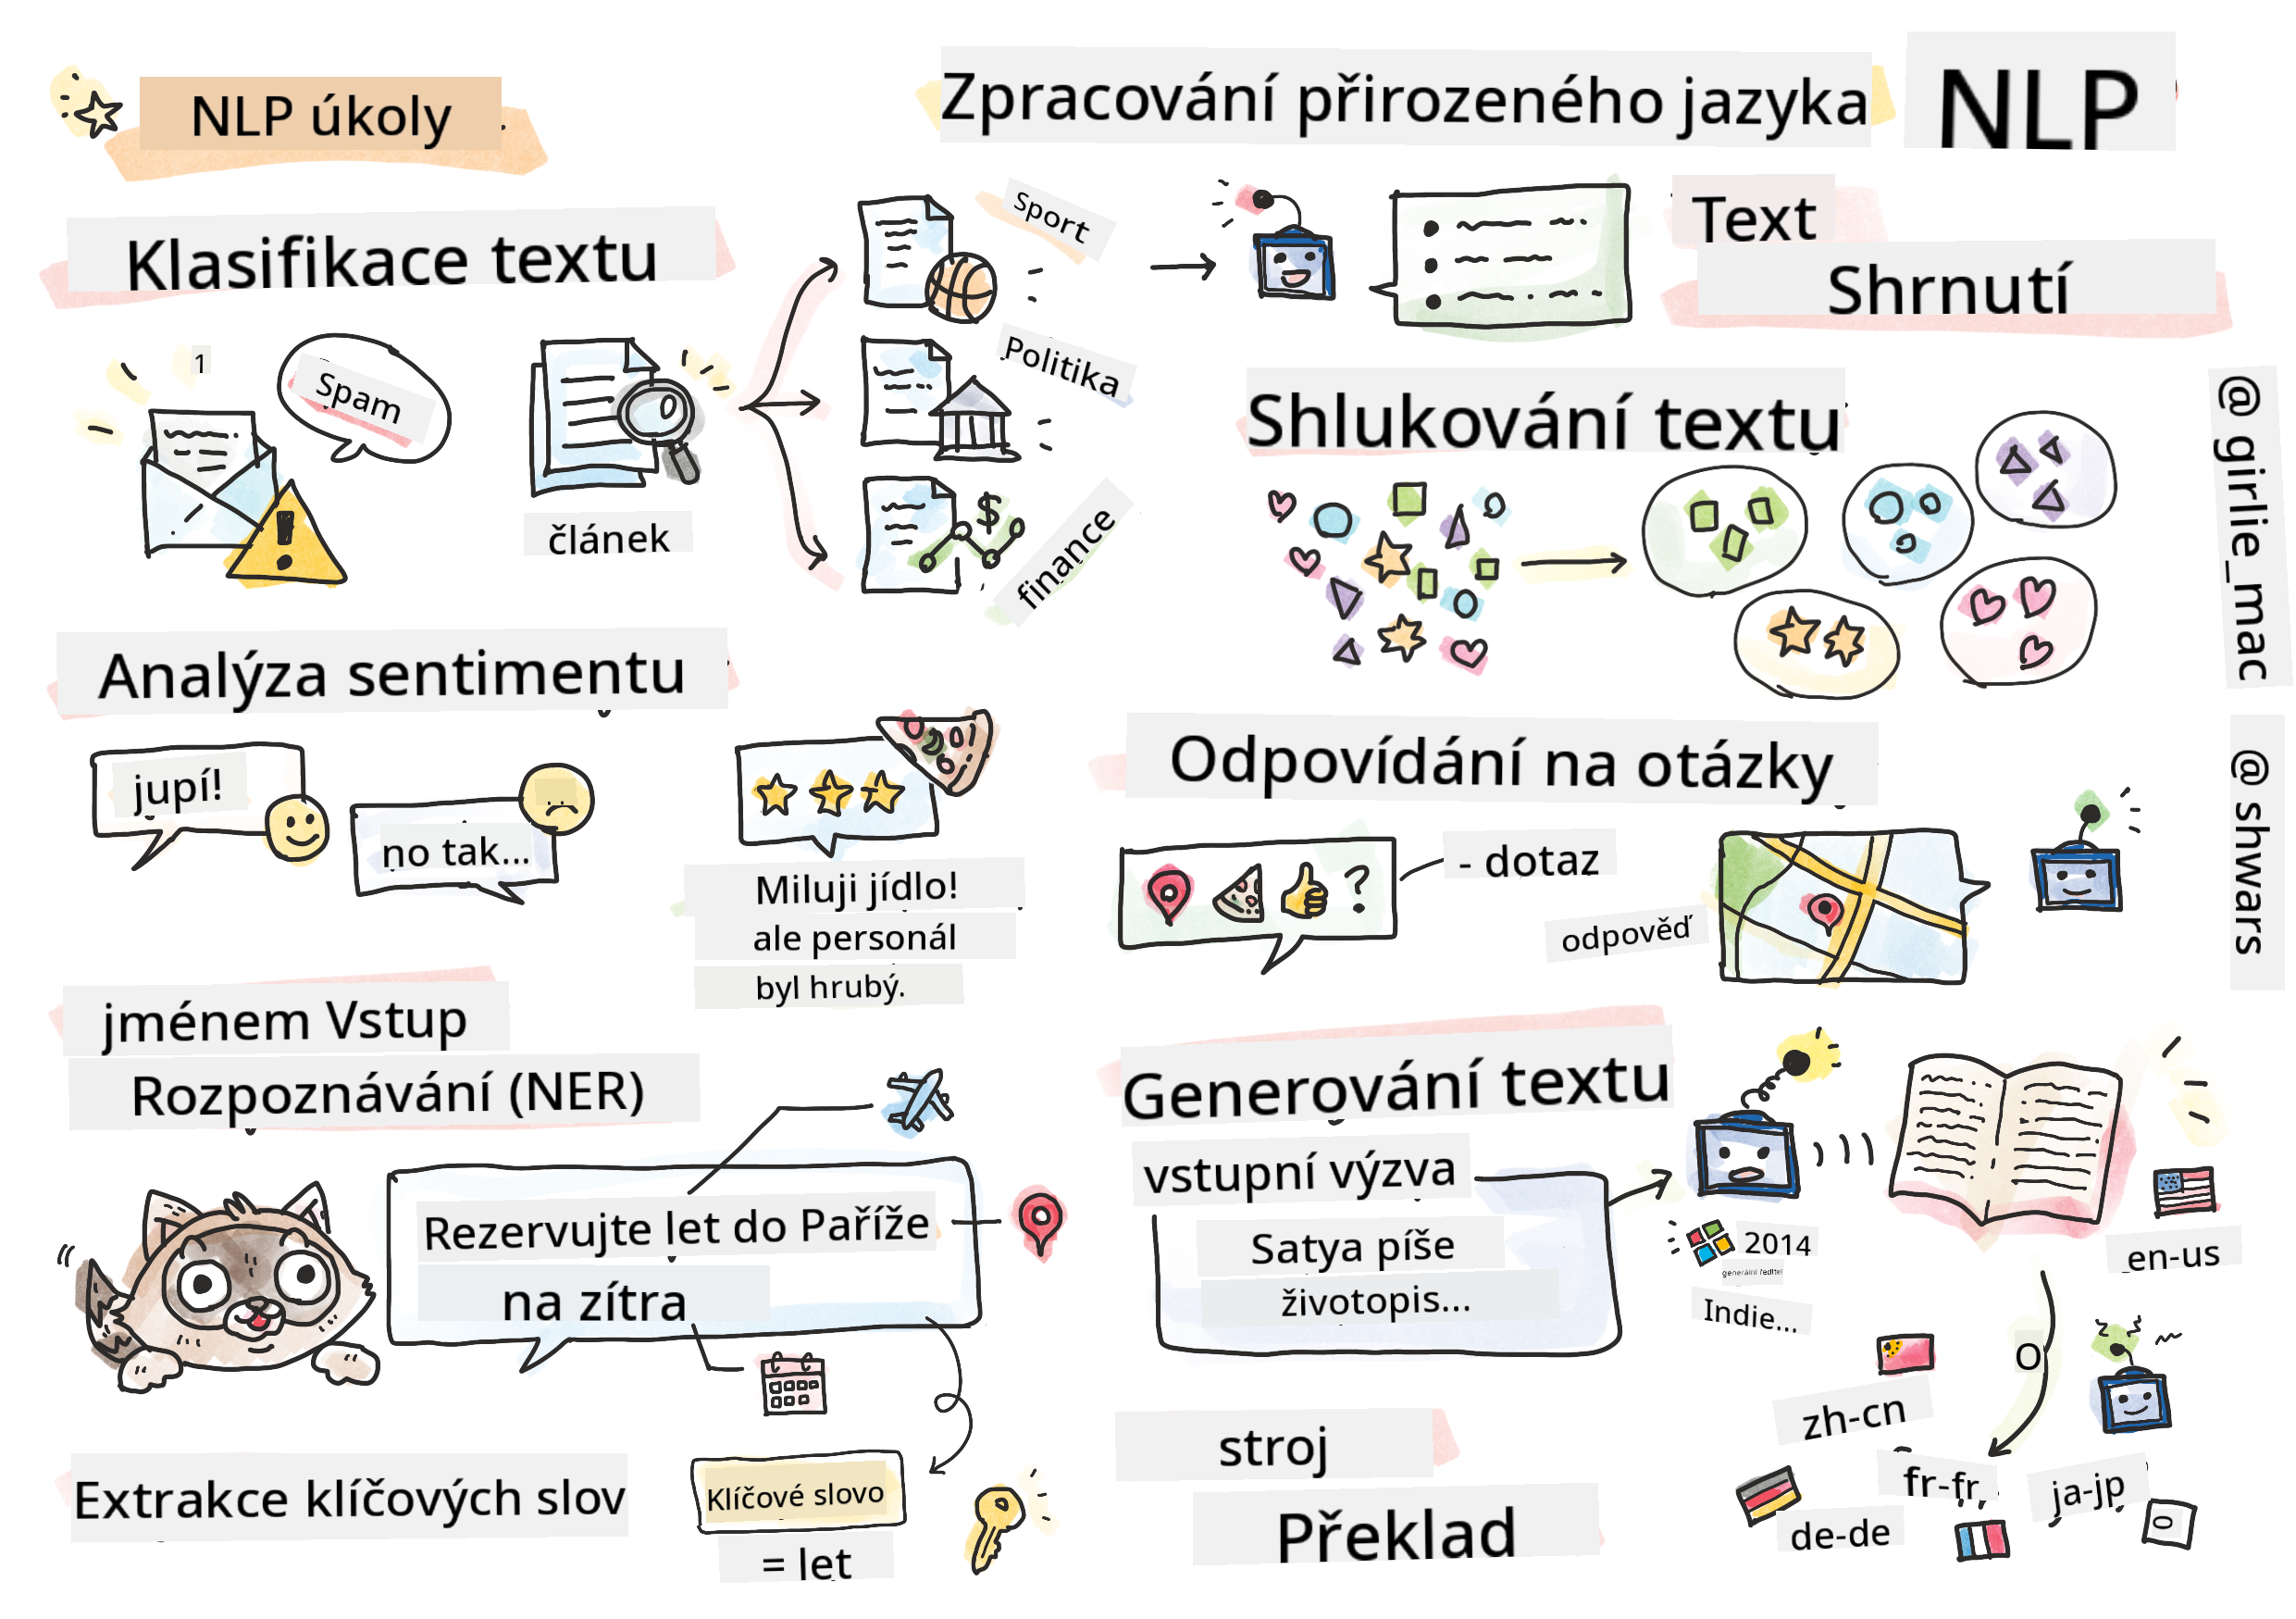 NLP úkoly
Zpracování přirozeného jazyka
NLP
Klasifikace textu
1
Spam
článek
Sport
Politika
finance
Text
Shrnutí
Shlukování textu
@ girlie_mac
@ shwars
Analýza sentimentu
jupí!
no tak...
Miluji jídlo!
ale personál
byl hrubý.
Odpovídání na otázky
- dotaz
odpověď
jménem Vstup
Rozpoznávání (NER)
Rezervujte let do Paříže
na zítra
Extrakce klíčových slov
Klíčové slovo
= let
Generování textu
vstupní výzva
Satya píše
životopis...
2014
generální ředitel
Indie...
en-us
O
zh-cn
fr-fr,
ja-jp
de-de
0
stroj
Překlad